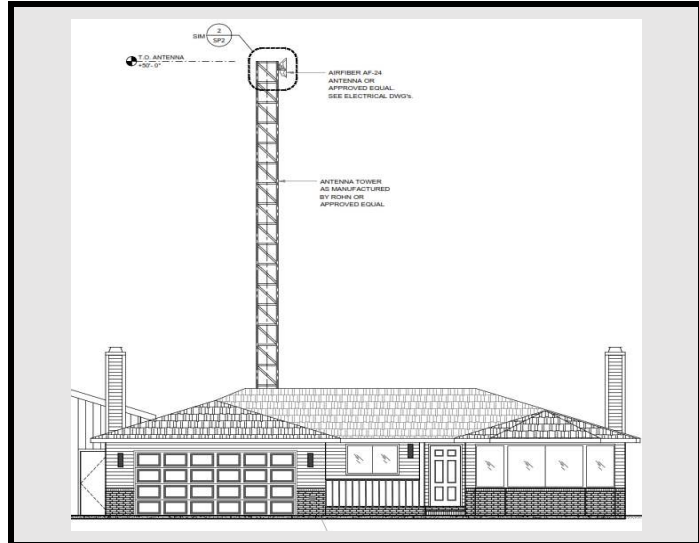 SIM
2
SP2
T.O. ANTENNA
+50'- 0"
AIRFIBER AF-24
ANTENNA OR
APPROVED EQUAL.
SEE ELECTRICAL DWG's.
ANTENNA TOWER
AS MANUFACTURED
BY ROHN OR
APPROVED EQUAL